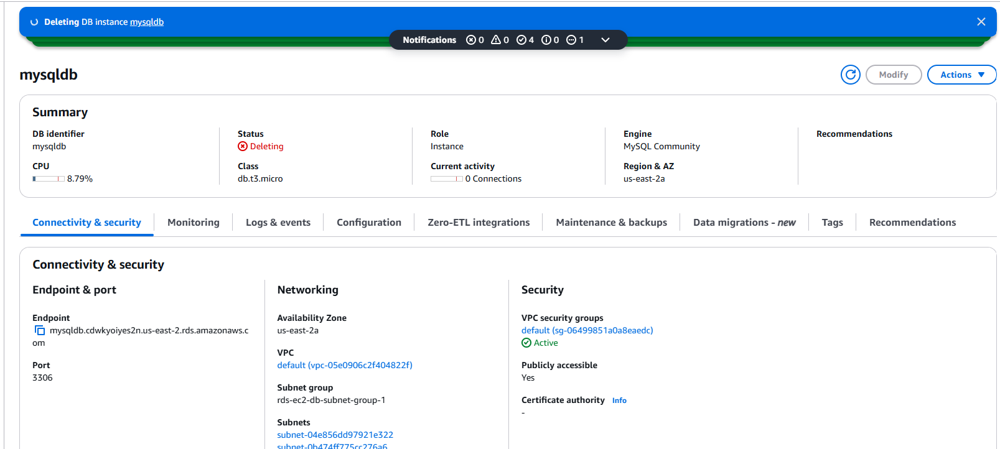 Deleting DB instance mysqldb
Notifications 0 0 4 0 1
mysqldb
Modify
Actions
Summary
DB identifier
mysqldb
Status
Deleting
Role
Instance
Engine
MySQL Community
Recommendations
CPU
8.79%
Class
db.t3.micro
Current activity
0 Connections
Region & AZ
us-east-2a
Connectivity & security
Monitoring
Logs & events
Configuration
Zero-ETL integrations
Maintenance & backups
Data migrations - new
Tags
Recommendations
Connectivity & security
Endpoint & port
Endpoint
mysqldb.cdwkyoiyes2n.us-east-2.rds.amazonaws.c
om
Port
3306
Networking
Availability Zone
us-east-2a
VPC
default (vpc-05e0906c2f404822f)
Subnet group
rds-ec2-db-subnet-group-1
Subnets
subnet-04e856dd97921e322
subnet-0b474ff775cc276a6
Security
VPC security groups
default (sg-06499851a0a8eaedc)
Active
Publicly accessible
Yes
Certificate authority Info
-